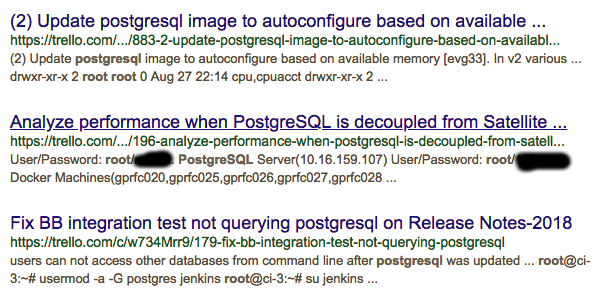 (2) Update postgresql image to autoconfigure based on available ...
https://trello.com/.../883-2-update-postgresql-image-to-autoconfigure-based-on-availabl...
(2) Update postgresql image to autoconfigure based on available memory [evg33]. In v2 various ...
drwxr-xr-x 2 root root 0 Aug 27 22:14 cpu,cpuacct drwxr-xr-x 2 ...
Analyze performance when PostgreSQL is decoupled from Satellite ...
https://trello.com/.../196-analyze-performance-when-postgresql-is-decoupled-from-satell...
User/Password: root/ PostgreSQL Server(10.16.159.107) User/Password: root/
Docker Machines(gprfc020,gprfc025,gprfc026,gprfc027,gprfc028 ...
Fix BB integration test not querying postgresql on Release Notes-2018
https://trello.com/c/w734Mrr9/179-fix-bb-integration-test-not-querying-postgresql
users can not access other databases from command line after postgresql was updated ... root@ci-
3:~# usermod -a -G postgres jenkins root@ci-3:~# su jenkins ...